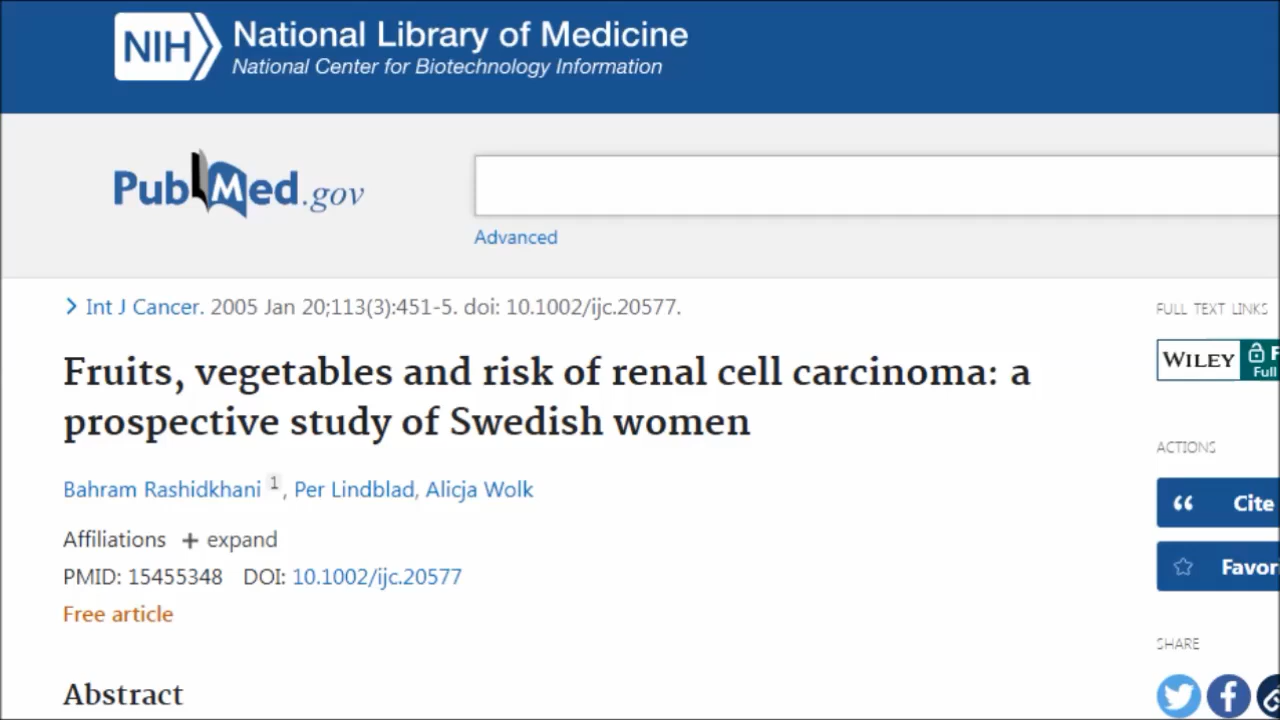 NIH National Library of Medicine
National Center for Biotechnology Information
PubMed.gov
Advanced
Int J Cancer. 2005 Jan 20;113(3):451-5. doi: 10.1002/ijc.20577.
Fruits, vegetables and risk of renal cell carcinoma: a
prospective study of Swedish women
Bahram Rashidkhani 1, Per Lindblad, Alicja Wolk
Affiliations + expand
PMID: 15455348 DOI: 10.1002/ijc.20577
Free article
Abstract
FULL TEXT LINKS
WILEY
Full
ACTIONS
Cite
Favor
SHARE